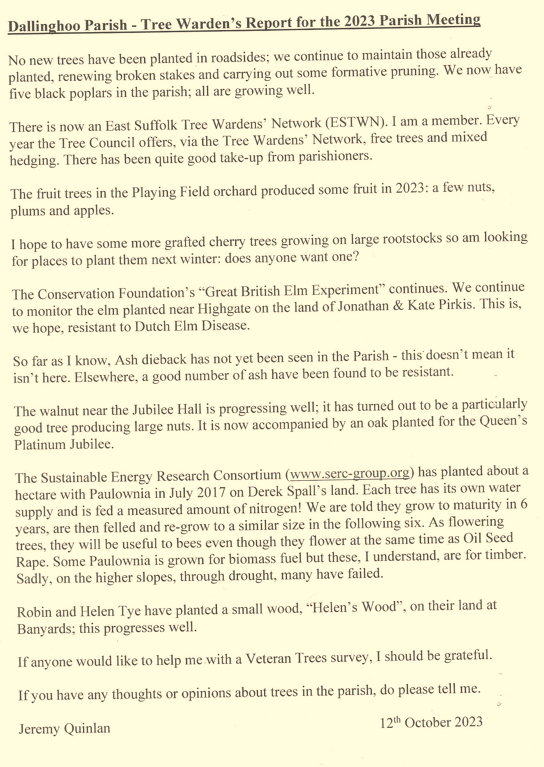 Dallinghoo Parish - Tree Warden's Report for the 2023 Parish Meeting
No new trees have been planted in roadsides; we continue to maintain those already
planted, renewing broken stakes and carrying out some formative pruning. We now have
five black poplars in the parish; all are growing well.
There is now an East Suffolk Tree Wardens' Network (ESTWN). I am a member. Every
year the Tree Council offers, via the Tree Wardens' Network, free trees and mixed
hedging. There has been quite good take-up from parishioners.
The fruit trees in the Playing Field orchard produced some fruit in 2023: a few nuts,
plums and apples.
I hope to have some more grafted cherry trees growing on large rootstocks so am looking
for places to plant them next winter: does anyone want one?
The Conservation Foundation's "Great British Elm Experiment" continues. We continue
to monitor the elm planted near Highgate on the land of Jonathan & Kate Pirkis. This is,
we hope, resistant to Dutch Elm Disease.
So far as I know, Ash dieback has not yet been seen in the Parish - this doesn't mean it
isn't here. Elsewhere, a good number of ash have been found to be resistant.
The walnut near the Jubilee Hall is progressing well; it has turned out to be a particularly
good tree producing large nuts. It is now accompanied by an oak planted for the Queen's
Platinum Jubilee.
The Sustainable Energy Research Consortium (www.serc-group.org) has planted about a
hectare with Paulownia in July 2017 on Derek Spall's land. Each tree has its own water
supply and is fed a measured amount of nitrogen! We are told they grow to maturity in 6
years, are then felled and re-grow to a similar size in the following six. As flowering
trees, they will be useful to bees even though they flower at the same time as Oil Seed
Rape. Some Paulownia is grown for biomass fuel but these, I understand, are for timber.
Sadly, on the higher slopes, through drought, many have failed.
Robin and Helen Tye have planted a small wood, "Helen's Wood", on their land at
Banyards; this progresses well.
If anyone would like to help me with a Veteran Trees survey, I should be grateful.
If you have any thoughts or opinions about trees in the parish, do please tell me.
Jeremy Quinlan 12th October 2023